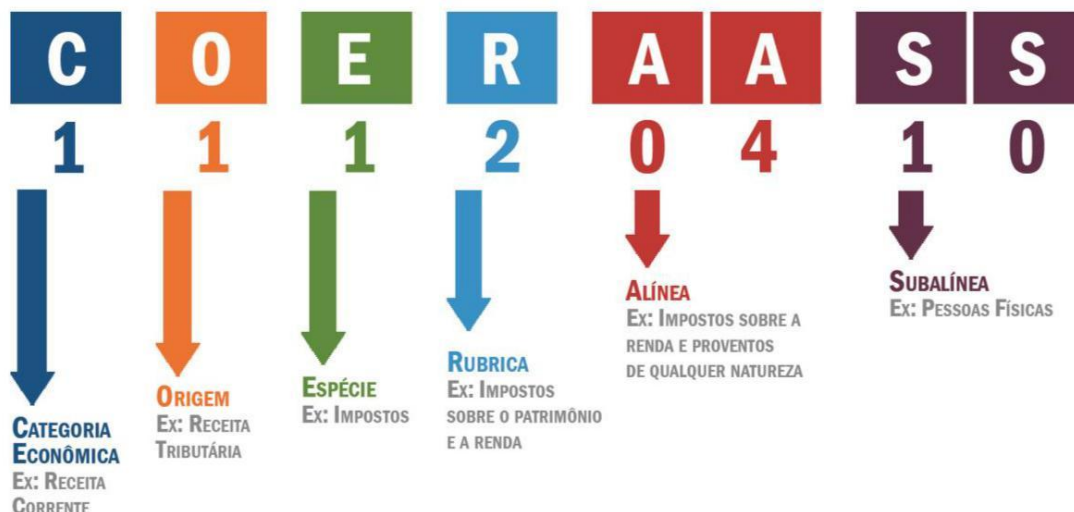 C O E R A A S S
1 1 1 2 0 4 1 0
CATEGORIA
ECONÔMICA
EX: RECEITA
CORRENTE
ORIGEM
EX: RECEITA
TRIBUTÁRIA
ESPÉCIE
EX: IMPOSTOS
RUBRICA
EX: IMPOSTOS
SOBRE O PATRIMÔNIO
E A RENDA
ALÍNEA
EX: IMPOSTOS SOBRE A
RENDA E PROVENTOS
DE QUALQUER NATUREZA
SUBALÍNEA
EX: PESSOAS FÍSICAS